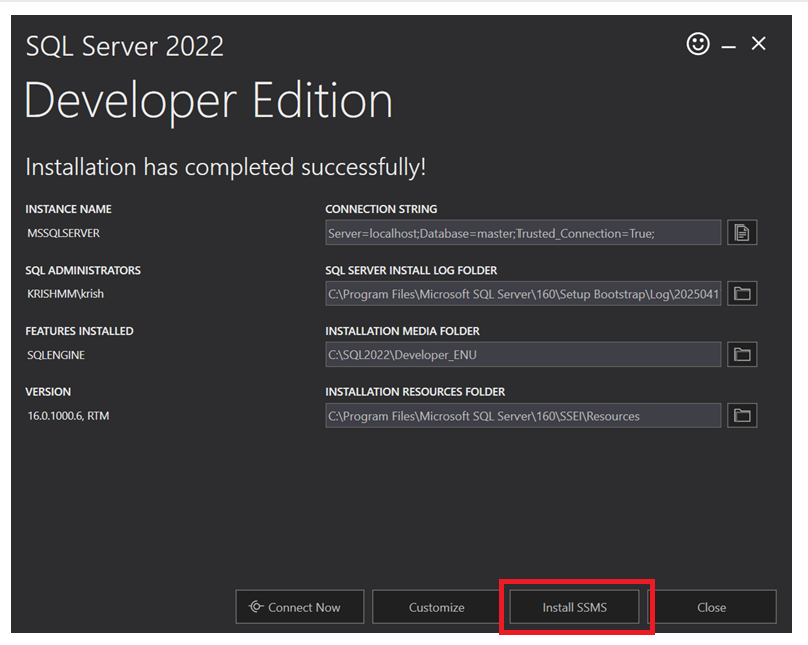 SQL Server 2022
Developer Edition
Installation has completed successfully!
INSTANCE NAME
MSSQLSERVER
CONNECTION STRING
Server=localhost;Database=master;Trusted_Connection=True;
SQL ADMINISTRATORS
KRISHMM\krish
SQL SERVER INSTALL LOG FOLDER
C:\Program Files\Microsoft SQL Server\160\Setup Bootstrap\Log\2025041
FEATURES INSTALLED
SQLENGINE
INSTALLATION MEDIA FOLDER
C:\SQL2022\Developer_ENU
VERSION
16.0.1000.6, RTM
INSTALLATION RESOURCES FOLDER
C:\Program Files\Microsoft SQL Server\160\SSEI\Resources
Connect Now
Customize
Install SSMS
Close